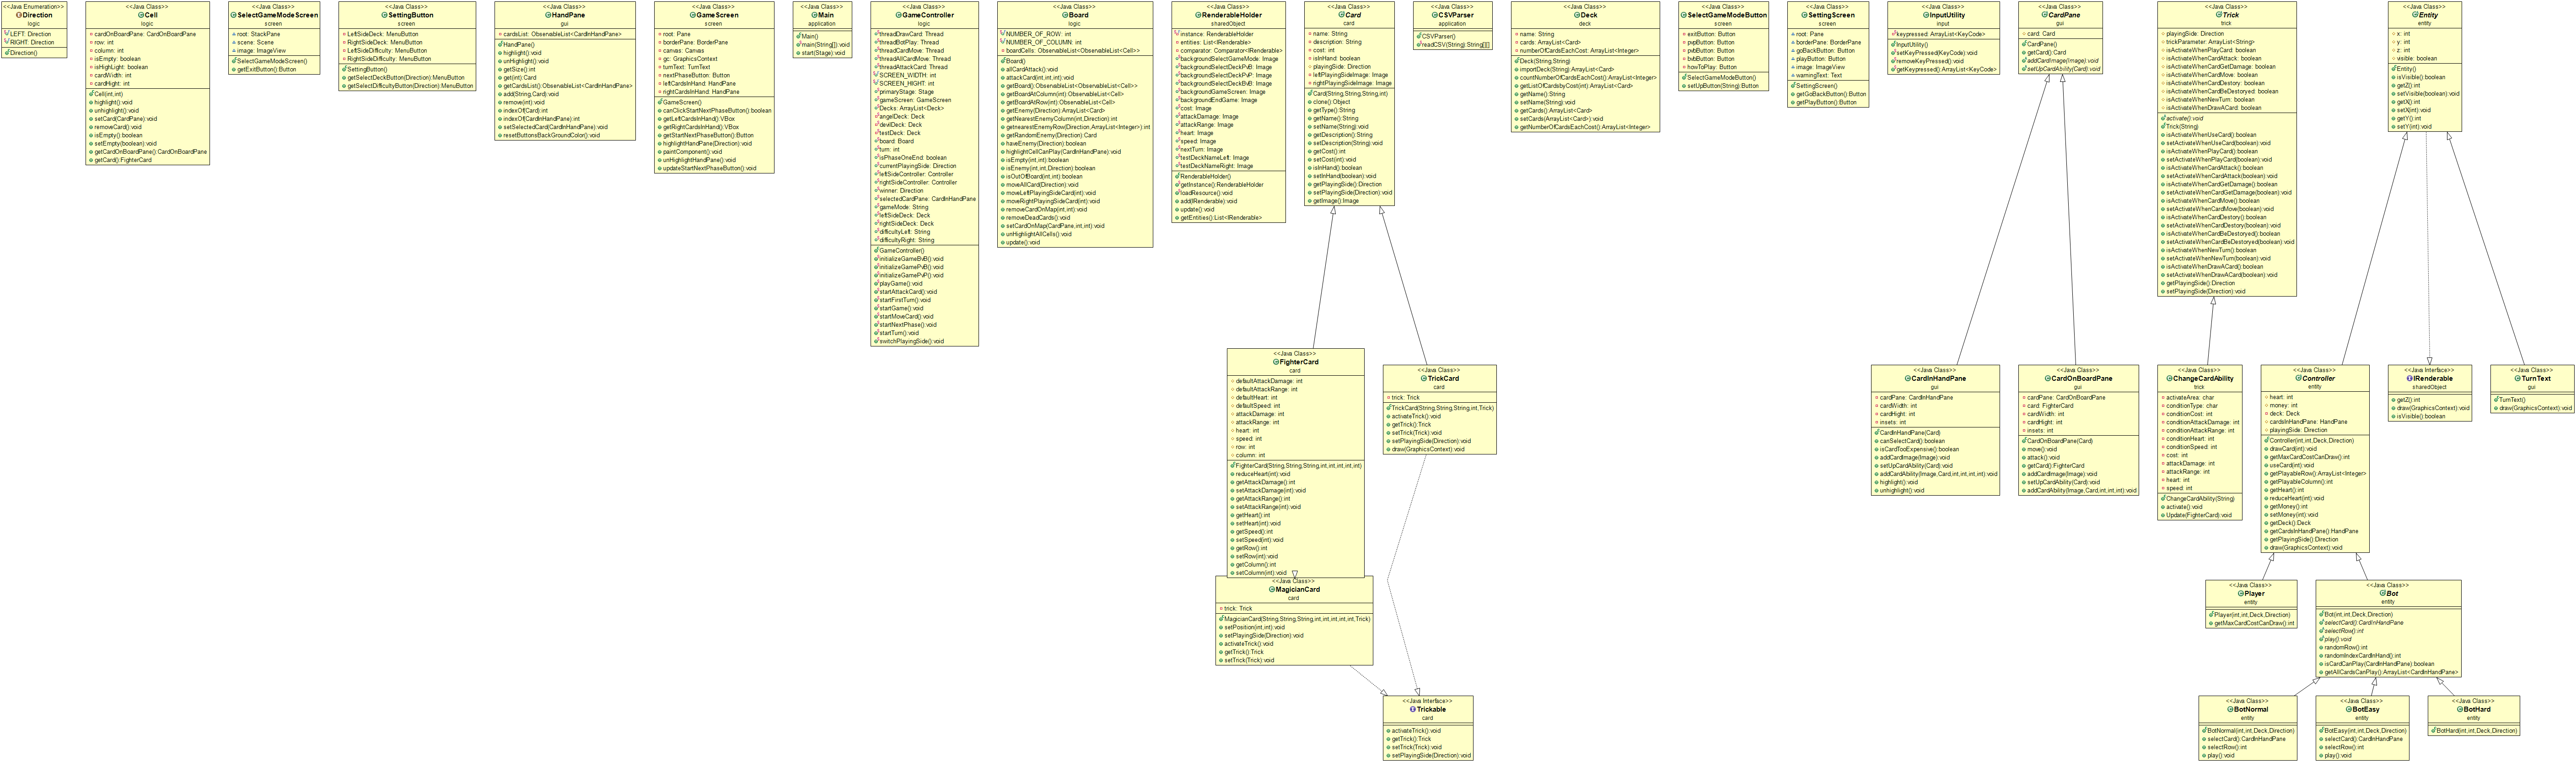 <<Java Enumeration>>
Direction
logic
LEFT: Direction
RIGHT: Direction
Direction()
<<Java Class>>
Cell
logic
cardOnBoardPane: CardOnBoardPane
row: int
column: int
isEmpty: boolean
isHighLight: boolean
cardWidth: int
cardHight: int
Cell(int,int)
highlight():void
unhighlight():void
setCard(CardPane):void
removeCard():void
isEmpty():boolean
setEmpty(boolean):void
getCardOnBoardPane():CardOnBoardPane
getCard():FighterCard
<<Java Class>>
SelectGameModeScreen
screen
root: StackPane
scene: Scene
image: ImageView
SelectGameModeScreen()
getExitButton():Button
<<Java Class>>
SettingButton
screen
LeftSideDeck: MenuButton
RightSideDeck: MenuButton
LeftSideDifficulty: MenuButton
RightSideDifficulty: MenuButton
SettingButton()
getSelectDeckButton(Direction):MenuButton
getSelectDifficultyButton(Direction):MenuButton
<<Java Class>>
HandPane
gui
cardsList: ObservableList<CardInHandPane>
HandPane()
highlight():void
unHighlight():void
getSize():int
get(int):Card
getCardsList():ObservableList<CardInHandPane>
add(String,Card):void
remove(int):void
indexOf(Card):int
indexOf(CardInHandPane):int
setSelectedCard(CardInHandPane):void
resetButtonsBackGroundColor():void
<<Java Class>>
GameScreen
screen
root: Pane
borderPane: BorderPane
canvas: Canvas
gc: GraphicsContext
turnText: TurnText
nextPhaseButton: Button
leftCardsInHand: HandPane
rightCardsInHand: HandPane
GameScreen()
canClickStartNextPhaseButton():boolean
getLeftCardsInHand():VBox
getRightCardsInHand():VBox
getStartNextPhaseButton():Button
highlightHandPane(Direction):void
paintComponent():void
unHighlightHandPane():void
updateStartNextPhaseButton():void
<<Java Class>>
Main
application
Main()
main(String[]):void
start(Stage):void
<<Java Class>>
GameController
logic
threadDrawCard: Thread
threadBotPlay: Thread
threadCardMove: Thread
threadAttackCard: Thread
SCREEN_WIDTH: int
SCREEN_HIGHT: int
primaryStage: Stage
gameScreen: GameScreen
Decks: ArrayList<Deck>
angelDeck: Deck
devilDeck: Deck
testDeck: Deck
board: Board
turn: int
isPhaseOneEnd: boolean
currentPlayingSide: Direction
leftSideController: Controller
rightSideController: Controller
winner: Direction
selectedCardPane: CardInHandPane
gameMode: String
leftSideDeck: Deck
rightSideDeck: Deck
difficultyLeft: String
difficultyRight: String
GameController()
initializeGameBvB():void
initializeGamePvB():void
initializeGamePvP():void
playGame():void
startAttackCard():void
startFirstTurn():void
startGame():void
startMoveCard():void
startNextPhase():void
startTurn():void
switchPlayingSide():void
<<Java Class>>
Board
logic
NUMBER_OF_ROW: int
NUMBER_OF_COLUMN: int
boardCells: ObservableList<ObservableList<Cell>>
Board()
allCardAttack():void
attackCard(int,int,int):void
getBoard():ObservableList<ObservableList<Cell>>
getBoardAtColumn(int):ObservableList<Cell>
getBoardAtRow(int):ObservableList<Cell>
getEnemy(Direction):ArrayList<Card>
getNearestEnemyColumn(int,Direction):int
getnearestEnemyRow(Direction,ArrayList<Integer>):int
getRandomEnemy(Direction):Card
haveEnemy(Direction):boolean
highlightCellCanPlay(CardInHandPane):void
isEmpty(int,int):boolean
isEnemy(int,int,Direction):boolean
isOutOfBoard(int,int):boolean
moveAllCard(Direction):void
moveLeftPlayingSideCard(int):void
moveRightPlayingSideCard(int):void
removeCardOnMap(int,int):void
removeDeadCards():void
setCardOnMap(CardPane,int,int):void
unHighlightAllCells():void
update():void
<<Java Class>>
RenderableHolder
sharedObject
instance: RenderableHolder
entities: List<IRenderable>
comparator: Comparator<IRenderable>
backgroundSelectGameMode: Image
backgroundSelectDeckPvB: Image
backgroundSelectDeckPvP: Image
backgroundSelectDeckBvB: Image
backgroundGameScreen: Image
backgroundEndGame: Image
cost: Image
attackDamage: Image
attackRange: Image
heart: Image
speed: Image
nextTurn: Image
testDeckNameLeft: Image
testDeckNameRight: Image
RenderableHolder()
getInstance():RenderableHolder
loadResource():void
add(IRenderable):void
update():void
getEntities():List<IRenderable>
<<Java Class>>
Card
card
name: String
description: String
cost: int
isInHand: boolean
playingSide: Direction
leftPlayingSideImage: Image
rightPlayingSideImage: Image
Card(String,String,String,int)
clone():Object
getType():String
getName():String
setName(String):void
getDescription():String
setDescription(String):void
getCost():int
setCost(int):void
isInHand():boolean
setInHand(boolean):void
getPlayingSide():Direction
setPlayingSide(Direction):void
getImage():Image
<<Java Class>>
CSVParser
application
CSVParser()
readCSV(String):String[][]
<<Java Class>>
Deck
deck
name: String
cards: ArrayList<Card>
numberOfCardsEachCost: ArrayList<Integer>
Deck(String,String)
importDeck(String):ArrayList<Card>
countNumberOfCardsEachCost():ArrayList<Integer>
getListOfCardsbyCost(int):ArrayList<Card>
getName():String
setName(String):void
getCards():ArrayList<Card>
setCards(ArrayList<Card>):void
getNumberOfCardsEachCost():ArrayList<Integer>
<<Java Class>>
SelectGameModeButton
screen
exitButton: Button
pvpButton: Button
pvbButton: Button
bvbButton: Button
howToPlay: Button
SelectGameModeButton()
setUpButton(String):Button
<<Java Class>>
SettingScreen
screen
root: Pane
borderPane: BorderPane
goBackButton: Button
playButton: Button
image: ImageView
warningText: Text
SettingScreen()
getGoBackButton():Button
getPlayButton():Button
<<Java Class>>
InputUtility
input
keypressed: ArrayList<KeyCode>
InputUtility()
setKeyPressed(KeyCode):void
removeKeyPressed():void
getKeypressed():ArrayList<KeyCode>
<<Java Class>>
CardPane
gui
card: Card
CardPane()
getCard():Card
addCardImage(Image):void
setUpCardAbility(Card):void
<<Java Class>>
Trick
trick
playingSide: Direction
trickParameter: ArrayList<String>
isActivateWhenPlayCard: boolean
isActivateWhenCardAttack: boolean
isActivateWhenCardGetDamage: boolean
isActivateWhenCardMove: boolean
isActivateWhenCardDestory: boolean
isActivateWhenCardBeDestoryed: boolean
isActivateWhenNewTurn: boolean
isActivateWhenDrawACard: boolean
activate():void
Trick(String)
isActivateWhenUseCard():boolean
setActivateWhenUseCard(boolean):void
isActivateWhenPlayCard():boolean
setActivateWhenPlayCard(boolean):void
isActivateWhenCardAttack():boolean
setActivateWhenCardAttack(boolean):void
isActivateWhenCardGetDamage():boolean
setActivateWhenCardGetDamage(boolean):void
isActivateWhenCardMove():boolean
setActivateWhenCardMove(boolean):void
isActivateWhenCardDestory():boolean
setActivateWhenCardDestory(boolean):void
isActivateWhenCardBeDestoryed():boolean
setActivateWhenCardBeDestoryed(boolean):void
isActivateWhenNewTurn():boolean
setActivateWhenNewTurn(boolean):void
isActivateWhenDrawACard():boolean
setActivateWhenDrawACard(boolean):void
getPlayingSide():Direction
setPlayingSide(Direction):void
<<Java Class>>
Entity
entity
x: int
y: int
z: int
visible: boolean
Entity()
isVisible():boolean
getZ():int
setVisible(boolean):void
getX():int
setX(int):void
getY():int
setY(int):void
<<Java Class>>
FighterCard
card
defaultAttackDamage: int
defaultAttackRange: int
defaultHeart: int
defaultSpeed: int
attackDamage: int
attackRange: int
heart: int
speed: int
row: int
column: int
FighterCard(String,String,String,int,int,int,int,int)
reduceHeart(int):void
getAttackDamage():int
setAttackDamage(int):void
getAttackRange():int
setAttackRange(int):void
getHeart():int
setHeart(int):void
getSpeed():int
setSpeed(int):void
getRow():int
setRow(int):void
getColumn():int
setColumn(int):void
<<Java Class>>
TrickCard
card
trick: Trick
TrickCard(String,String,String,int,Trick)
activateTrick():void
getTrick():Trick
setTrick(Trick):void
setPlayingSide(Direction):void
draw(GraphicsContext):void
<<Java Class>>
CardInHandPane
gui
cardPane: CardInHandPane
cardWidth: int
cardHight: int
insets: int
CardInHandPane(Card)
canSelectCard():boolean
isCardTooExpensive():boolean
addCardImage(Image):void
setUpCardAbility(Card):void
addCardAbility(Image,Card,int,int,int,int):void
highlight():void
unhighlight():void
<<Java Class>>
CardOnBoardPane
gui
cardPane: CardOnBoardPane
card: FighterCard
cardWidth: int
cardHight: int
insets: int
CardOnBoardPane(Card)
move():void
attack():void
getCard():FighterCard
addCardImage(Image):void
setUpCardAbility(Card):void
addCardAbility(Image,Card,int,int,int):void
<<Java Class>>
ChangeCardAbility
trick
activateArea: char
conditionType: char
conditionCost: int
conditionAttackDamage: int
conditionAttackRange: int
conditionHeart: int
conditionSpeed: int
cost: int
attackDamage: int
attackRange: int
heart: int
speed: int
ChangeCardAbility(String)
activate():void
Update(FighterCard):void
<<Java Class>>
Controller
entity
heart: int
money: int
deck: Deck
cardsInHandPane: HandPane
playingSide: Direction
Controller(int,int,Deck,Direction)
drawCard(int):void
getMaxCardCostCanDraw():int
useCard(int):void
getPlayableRow():ArrayList<Integer>
getPlayableColumn():int
getHeart():int
reduceHeart(int):void
getMoney():int
setMoney(int):void
getDeck():Deck
getCardsInHandPane():HandPane
getPlayingSide():Direction
draw(GraphicsContext):void
<<Java Interface>>
IRenderable
sharedObject
getZ():int
draw(GraphicsContext):void
isVisible():boolean
<<Java Class>>
TurnText
gui
TurnText()
draw(GraphicsContext):void
<<Java Class>>
MagicianCard
card
trick: Trick
MagicianCard(String,String,String,int,int,int,int,int,Trick)
setPosition(int,int):void
setPlayingSide(Direction):void
activateTrick():void
getTrick():Trick
setTrick(Trick):void
<<Java Class>>
Player
entity
Player(int,int,Deck,Direction)
getMaxCardCostCanDraw():int
<<Java Class>>
Bot
entity
Bot(int,int,Deck,Direction)
selectCard():CardInHandPane
selectRow():int
play():void
randomRow():int
randomIndexCardInHand():int
isCardCanPlay(CardInHandPane):boolean
getAllCardsCanPlay():ArrayList<CardInHandPane>
<<Java Interface>>
Trickable
card
activateTrick():void
getTrick():Trick
setTrick(Trick):void
setPlayingSide(Direction):void
<<Java Class>>
BotNormal
entity
BotNormal(int,int,Deck,Direction)
selectCard():CardInHandPane
selectRow():int
play():void
<<Java Class>>
BotEasy
entity
BotEasy(int,int,Deck,Direction)
selectCard():CardInHandPane
selectRow():int
play():void
<<Java Class>>
BotHard
entity
BotHard(int,int,Deck,Direction)